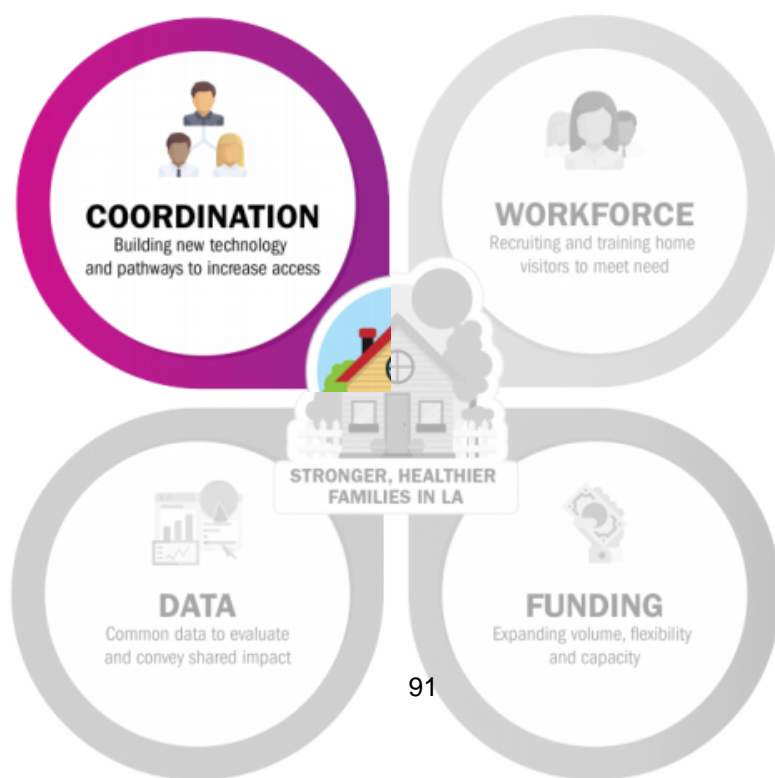 COORDINATION
Building new technology
and pathways to increase access
WORKFORCE
Recruiting and training home
visitors to meet need
STRONGER, HEALTHIER
FAMILIES IN LA
DATA
Common data to evaluate
and convey shared impact
FUNDING
Expanding volume, flexibility
and capacity
91